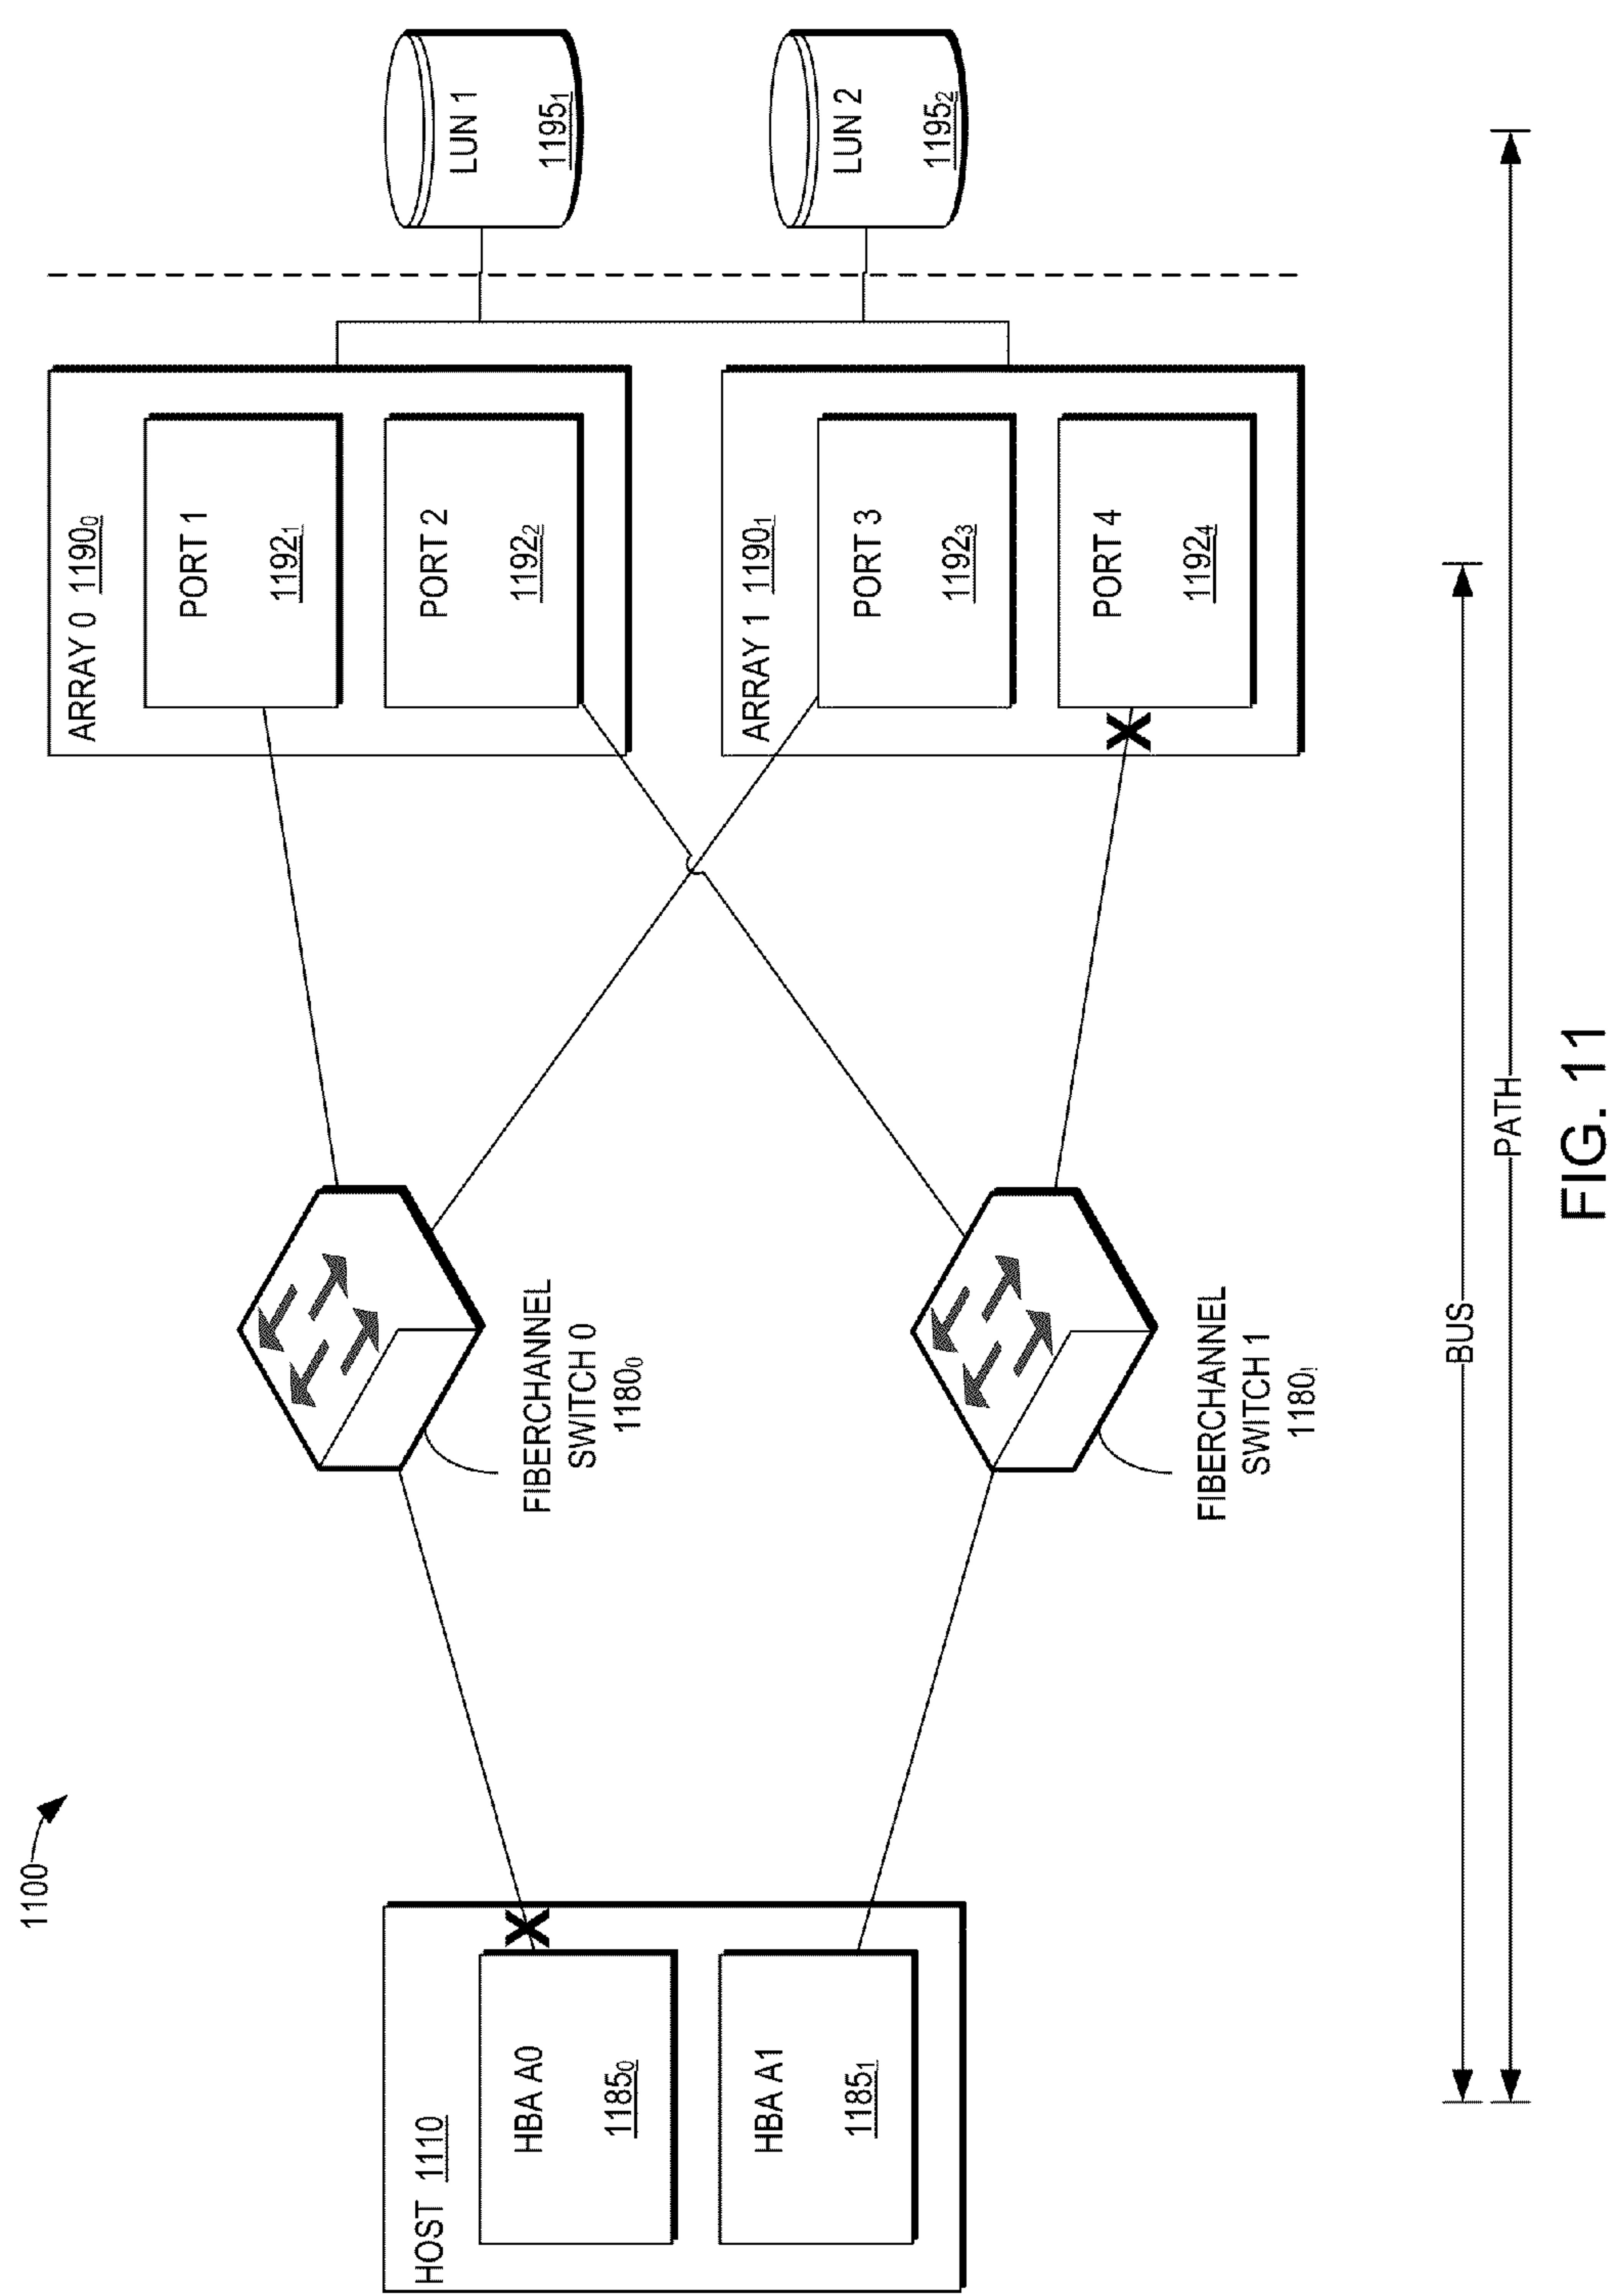 1100
HOST 1110
HBA A0
1185₀
HBA A1
1185₁
FIBERCHANNEL
SWITCH 0
1180₀
FIBERCHANNEL
SWITCH 1
1180₁
ARRAY 0 1190₀
PORT 1
1192₁
PORT 2
1192₂
ARRAY 1 1190₁
PORT 3
1192₃
PORT 4
1192₄
LUN 1
1195₁
LUN 2
1195₂
BUS
PATH
FIG. 11